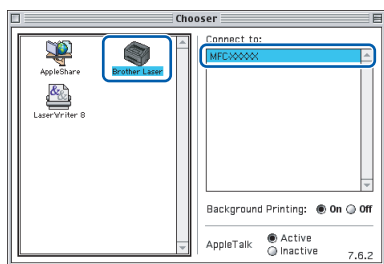 Chooser
AppleShare
Brother Laser
LaserWriter 8
Connect to:
MFC-XXXX
Background Printing: On Off
AppleTalk
Active
Inactive
7.6.2